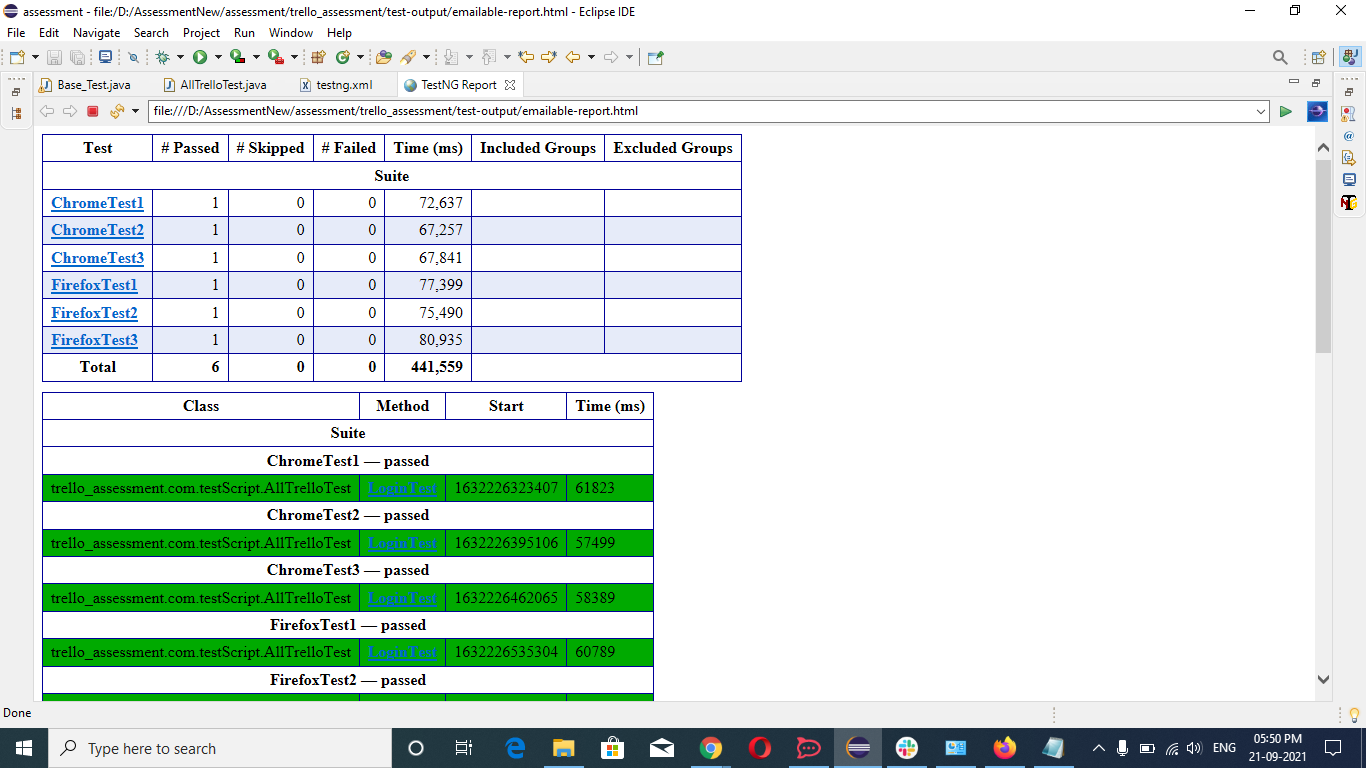 assessment - file:/D:/AssessmentNew/assessment/trello_assessment/test-output/emailable-report.html - Eclipse IDE
File Edit Navigate Search Project Run Window Help
Base_Test.java AllTrelloTest.java testng.xml TestNG Report
file:///D:/AssessmentNew/assessment/trello_assessment/test-output/emailable-report.html
Test # Passed # Skipped # Failed Time (ms) Included Groups Excluded Groups
Suite
ChromeTest1 1 0 0 72,637
ChromeTest2 1 0 0 67,257
ChromeTest3 1 0 0 67,841
FirefoxTest1 1 0 0 77,399
FirefoxTest2 1 0 0 75,490
FirefoxTest3 1 0 0 80,935
Total 6 0 0 441,559
Class Method Start Time (ms)
Suite
ChromeTest1 — passed
trello_assessment.com.testScript.AllTrelloTest LoginTest 1632226323407 61823
ChromeTest2 — passed
trello_assessment.com.testScript.AllTrelloTest LoginTest 1632226395106 57499
ChromeTest3 — passed
trello_assessment.com.testScript.AllTrelloTest LoginTest 1632226462065 58389
FirefoxTest1 — passed
trello_assessment.com.testScript.AllTrelloTest LoginTest 1632226535304 60789
FirefoxTest2 — passed
Done
Type here to search
ENG
05:50 PM
21-09-2021